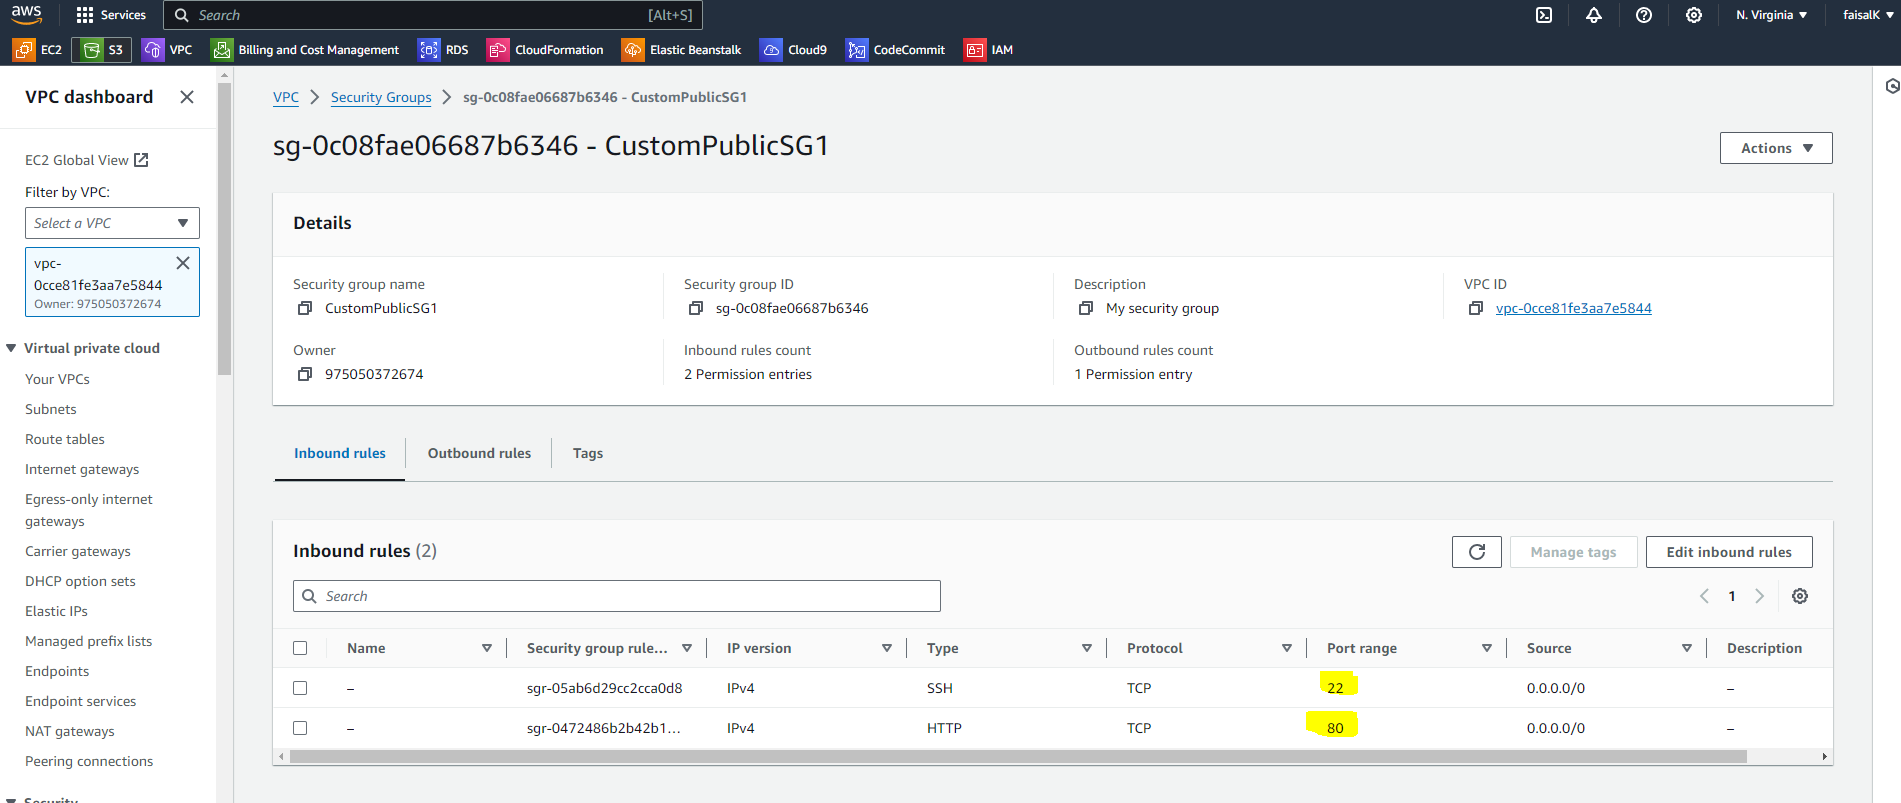 aws Services Search [Alt+S] N. Virginia faisalK
EC2 S3 VPC Billing and Cost Management RDS CloudFormation Elastic Beanstalk Cloud9 CodeCommit IAM
VPC dashboard
EC2 Global View
Filter by VPC:
Select a VPC
vpc-
0cce81fe3aa7e5844
Owner: 975050372674
Virtual private cloud
Your VPCs
Subnets
Route tables
Internet gateways
Egress-only internet
gateways
Carrier gateways
DHCP option sets
Elastic IPs
Managed prefix lists
Endpoints
Endpoint services
NAT gateways
Peering connections
Security
VPC Security Groups sg-0c08fae06687b6346 - CustomPublicSG1
sg-0c08fae06687b6346 - CustomPublicSG1
Actions
Details
Security group name Security group ID Description VPC ID
CustomPublicSG1 sg-0c08fae06687b6346 My security group vpc-0cce81fe3aa7e5844
Owner Inbound rules count Outbound rules count
975050372674 2 Permission entries 1 Permission entry
Inbound rules Outbound rules Tags
Inbound rules (2) Manage tags Edit inbound rules
Search 1
Name Security group rule... IP version Type Protocol Port range Source Description
– sgr-05ab6d29cc2cca0d8 IPv4 SSH TCP 22 0.0.0.0/0 –
– sgr-0472486b2b42b1... IPv4 HTTP TCP 80 0.0.0.0/0 –